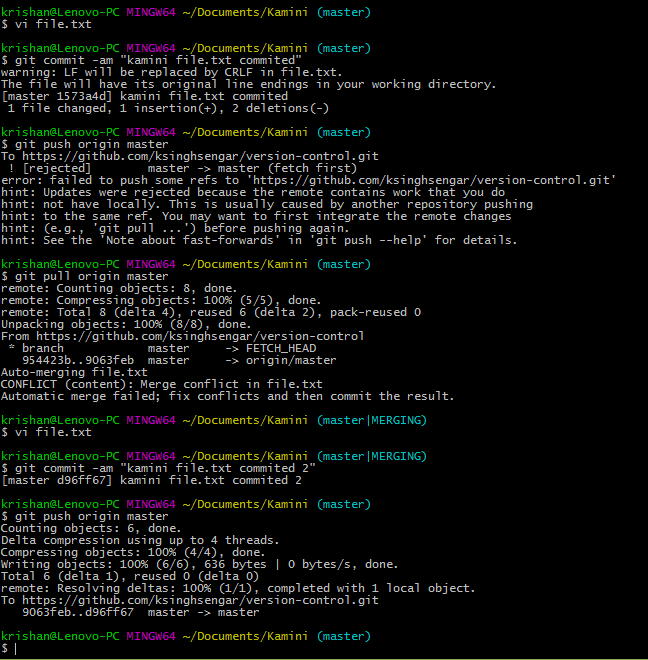 krishan@Lenovo-PC MINGW64 ~/Documents/Kamini (master)
$ vi file.txt
krishan@Lenovo-PC MINGW64 ~/Documents/Kamini (master)
$ git commit -am "kamini file.txt commited"
warning: LF will be replaced by CRLF in file.txt.
The file will have its original line endings in your working directory.
[master 1573a4d] kamini file.txt commited
 1 file changed, 1 insertion(+), 2 deletions(-)
krishan@Lenovo-PC MINGW64 ~/Documents/Kamini (master)
$ git push origin master
To https://github.com/ksinghsengar/version-control.git
 ! [rejected]        master -> master (fetch first)
error: failed to push some refs to 'https://github.com/ksinghsengar/version-control.git'
hint: Updates were rejected because the remote contains work that you do
hint: not have locally. This is usually caused by another repository pushing
hint: to the same ref. You may want to first integrate the remote changes
hint: (e.g., 'git pull ...') before pushing again.
hint: See the 'Note about fast-forwards' in 'git push --help' for details.
krishan@Lenovo-PC MINGW64 ~/Documents/Kamini (master)
$ git pull origin master
remote: Counting objects: 8, done.
remote: Compressing objects: 100% (5/5), done.
remote: Total 8 (delta 4), reused 6 (delta 2), pack-reused 0
Unpacking objects: 100% (8/8), done.
From https://github.com/ksinghsengar/version-control
 * branch            master     -> FETCH_HEAD
   954423b..9063feb  master     -> origin/master
Auto-merging file.txt
CONFLICT (content): Merge conflict in file.txt
Automatic merge failed; fix conflicts and then commit the result.
krishan@Lenovo-PC MINGW64 ~/Documents/Kamini (master|MERGING)
$ vi file.txt
krishan@Lenovo-PC MINGW64 ~/Documents/Kamini (master|MERGING)
$ git commit -am "kamini file.txt commited 2"
[master d96ff67] kamini file.txt commited 2
krishan@Lenovo-PC MINGW64 ~/Documents/Kamini (master)
$ git push origin master
Counting objects: 6, done.
Delta compression using up to 4 threads.
Compressing objects: 100% (4/4), done.
Writing objects: 100% (6/6), 636 bytes | 0 bytes/s, done.
Total 6 (delta 1), reused 0 (delta 0)
remote: Resolving deltas: 100% (1/1), completed with 1 local object.
To https://github.com/ksinghsengar/version-control.git
   9063feb..d96ff67  master -> master
krishan@Lenovo-PC MINGW64 ~/Documents/Kamini (master)
$